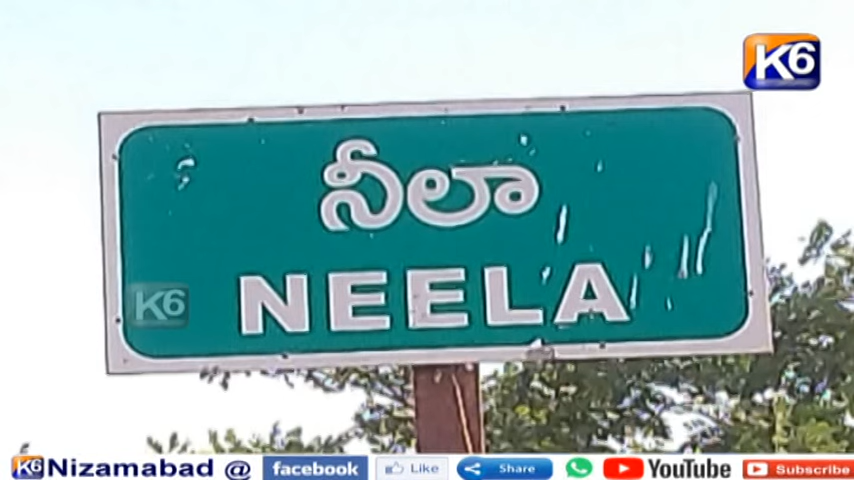 K6
నీలా
NEELA
K6
K6 Nizamabad @ facebook Like Share YouTube Subscribe